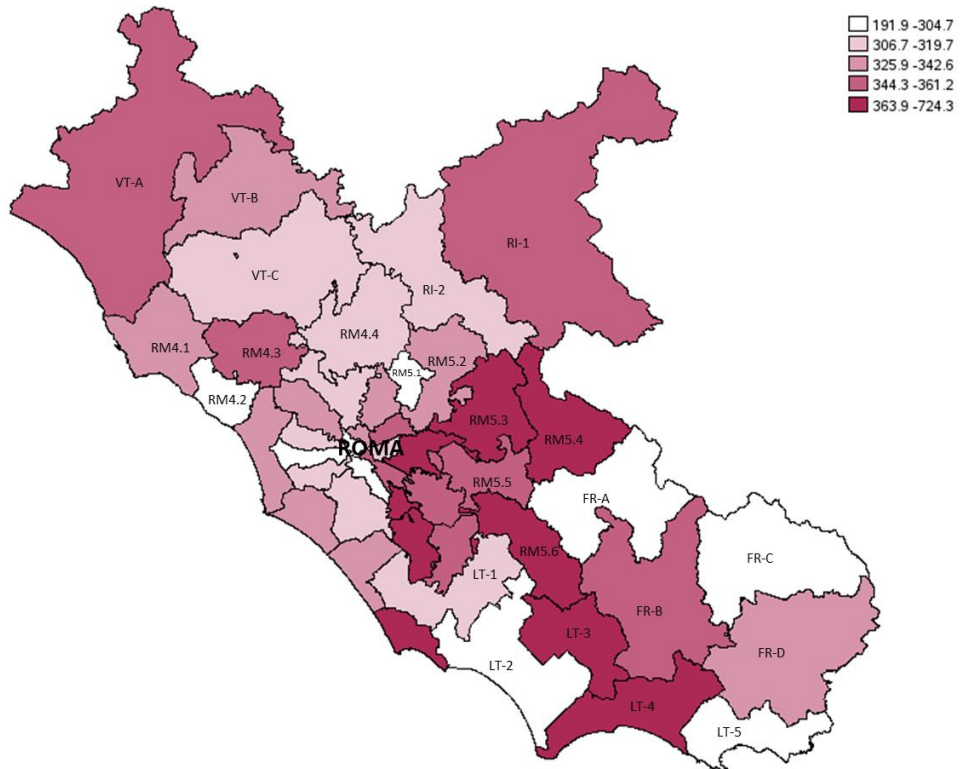 191.9 -304.7
306.7 -319.7
325.9 -342.6
344.3 -361.2
363.9 -724.3
VT-A
VT-B
RI-1
VT-C
RI-2
RM4.4
RM4.1
RM4.3
RM5.2
RM5.1
RM4.2
RM5.3
RM5.4
ROMA
RM5.5
FR-A
RM5.6
FR-C
LT-1
FR-B
LT-3
FR-D
LT-2
LT-4
LT-5